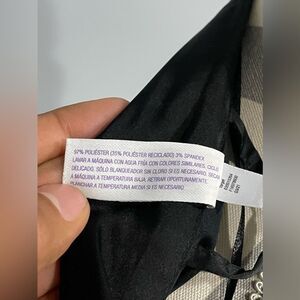 97% POLIÉSTER (35% POLIÉSTER RECICLADO) 3% SPANDEX
LAVAR A MÁQUINA CON AGUA FRÍA CON COLORES SIMILARES. CICLO
DELICADO. SÓLO BLANQUEADOR SIN CLORO SI ES NECESARIO. SECAR
A MÁQUINA A TEMPERATURA BAJA. RETIRAR OPORTUNAMENTE.
PLANCHAR A TEMPERATURA MEDIA SI ES NECESARIO.